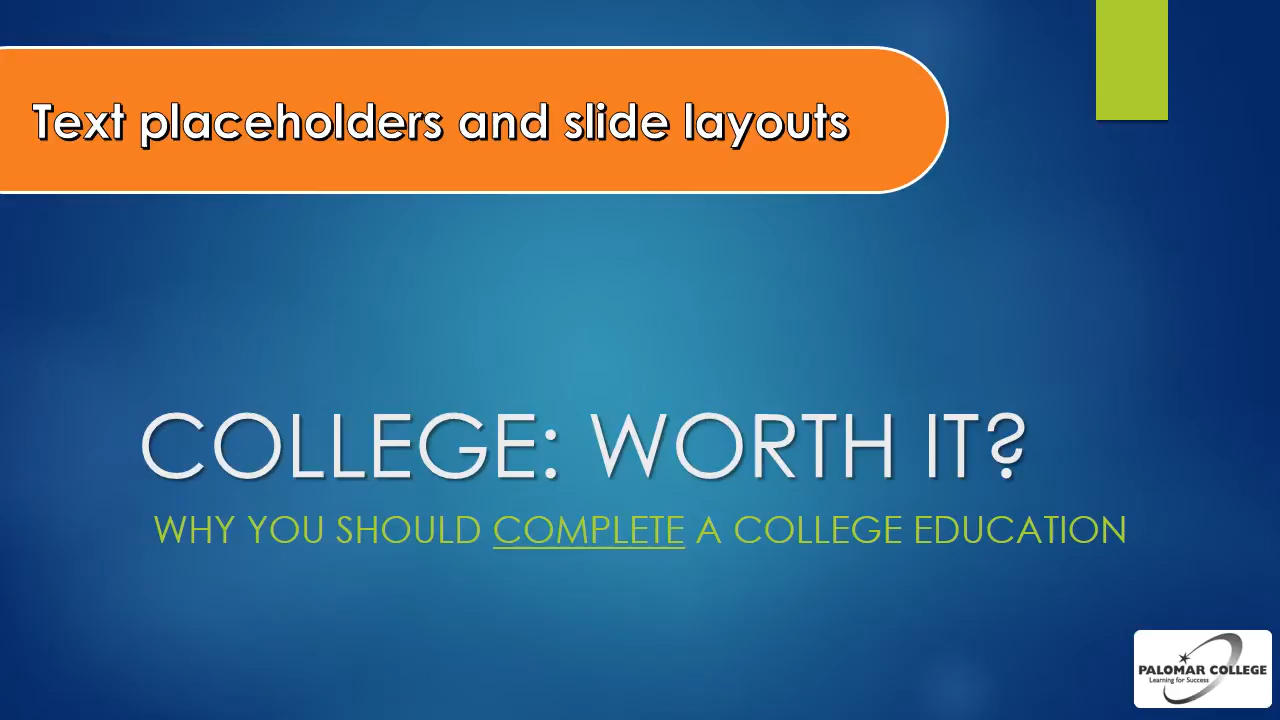 Text placeholders and slide layouts
COLLEGE: WORTH IT?
WHY YOU SHOULD COMPLETE A COLLEGE EDUCATION
PALOMAR COLLEGE
Learning for Success